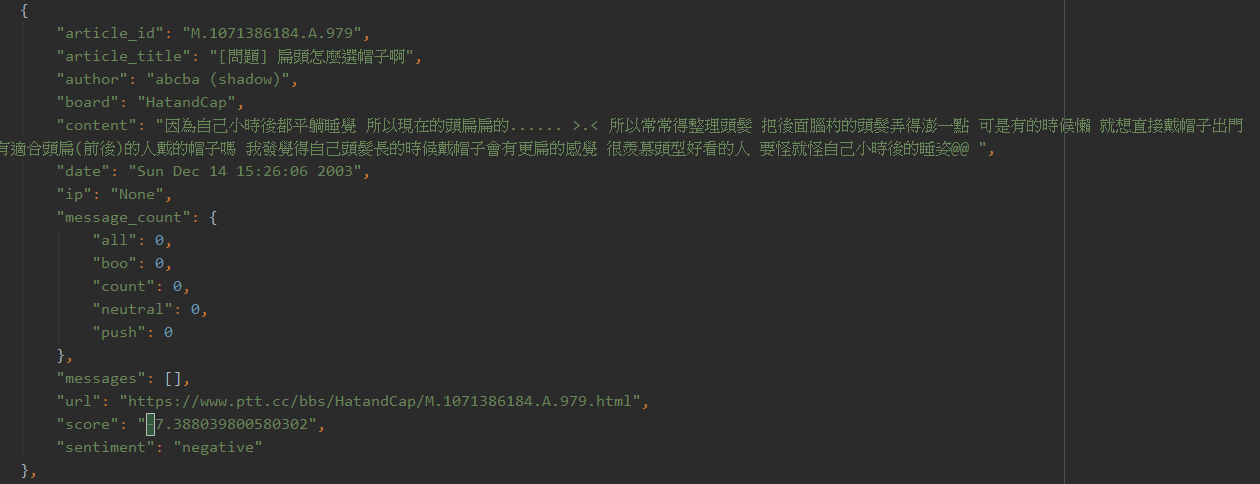 {
"article_id": "M.1071386184.A.979",
"article_title": "[問題] 扁頭怎麼選帽子啊",
"author": "abcba (shadow)",
"board": "HatandCap",
"content": "因為自己小時後都平躺睡覺 所以現在的頭扁扁的...... >.< 所以常常得整理頭髮 把後面腦杓的頭髮弄得澎一點 可是有的時候懶 就想直接戴帽子出門
有適合頭扁(前後)的人戴的帽子嗎 我發覺得自己頭髮長的時候戴帽子會有更扁的感覺 很羨慕頭型好看的人 要怪就怪自己小時後的睡姿@@ ",
"date": "Sun Dec 14 15:26:06 2003",
"ip": "None",
"message_count": {
"all": 0,
"boo": 0,
"count": 0,
"neutral": 0,
"push": 0
},
"messages": [],
"url": "https://www.ptt.cc/bbs/HatandCap/M.1071386184.A.979.html",
"score": "-7.388039800580302",
"sentiment": "negative"
},